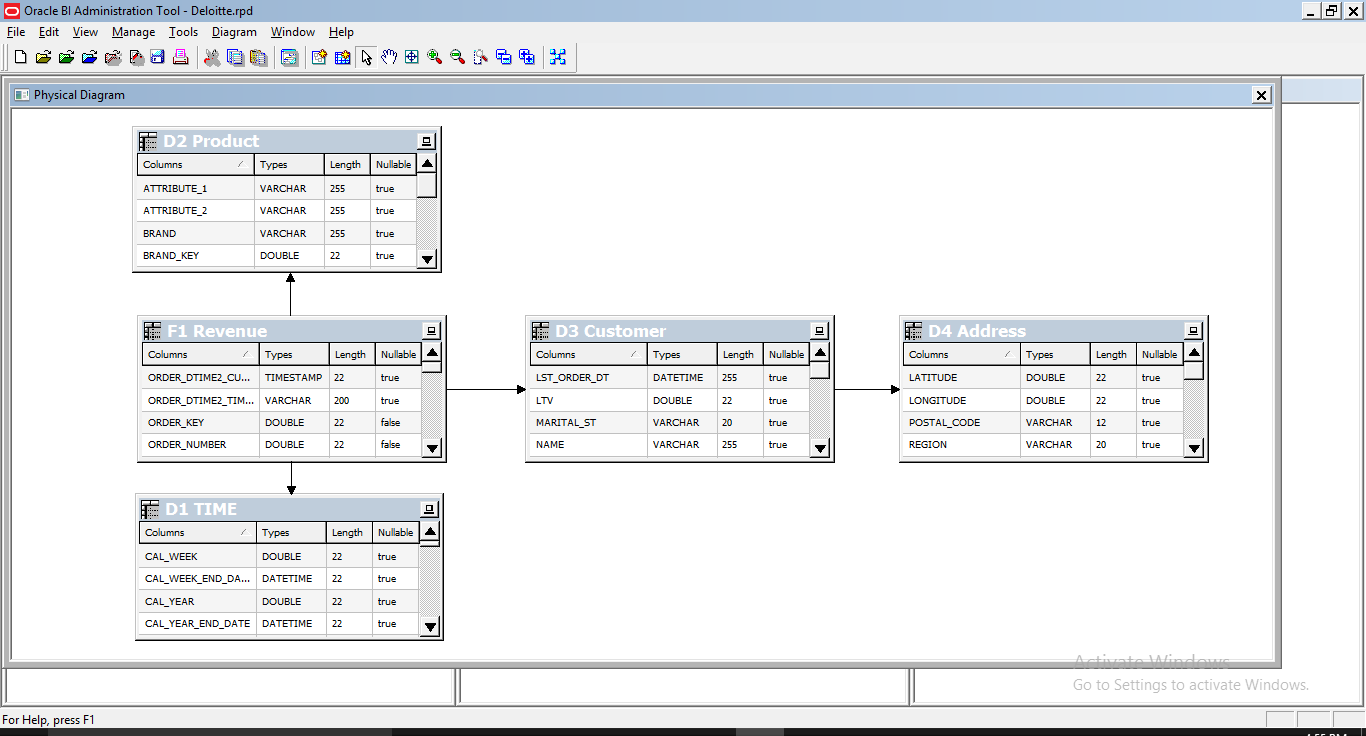 Oracle BI Administration Tool - Deloitte.rpd
File Edit View Manage Tools Diagram Window Help
Physical Diagram
D2 Product
Columns Types Length Nullable
ATTRIBUTE_1 VARCHAR 255 true
ATTRIBUTE_2 VARCHAR 255 true
BRAND VARCHAR 255 true
BRAND_KEY DOUBLE 22 true
F1 Revenue
Columns Types Length Nullable
ORDER_DTIME2_CU... TIMESTAMP 22 true
ORDER_DTIME2_TIM... VARCHAR 200 true
ORDER_KEY DOUBLE 22 false
ORDER_NUMBER DOUBLE 22 false
D3 Customer
Columns Types Length Nullable
LST_ORDER_DT DATETIME 255 true
LTV DOUBLE 22 true
MARITAL_ST VARCHAR 20 true
NAME VARCHAR 255 true
D4 Address
Columns Types Length Nullable
LATITUDE DOUBLE 22 true
LONGITUDE DOUBLE 22 true
POSTAL_CODE VARCHAR 12 true
REGION VARCHAR 20 true
D1 TIME
Columns Types Length Nullable
CAL_WEEK DOUBLE 22 true
CAL_WEEK_END_DA... DATETIME 22 true
CAL_YEAR DOUBLE 22 true
CAL_YEAR_END_DATE DATETIME 22 true
Activate Windows
Go to Settings to activate Windows.
For Help, press F1